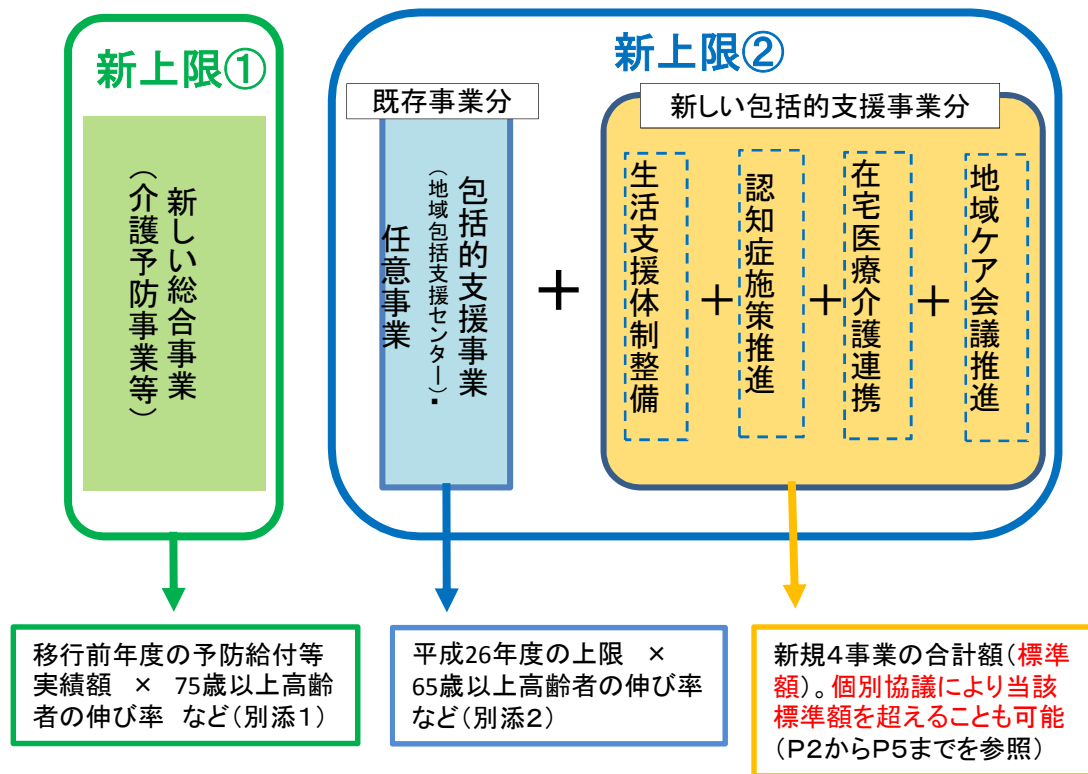 新上限①
新しい総合事業
（介護予防事業等）
新上限②
既存事業分
包括的支援事業
（地域包括支援センター）・
任意事業
＋
新しい包括的支援事業分
生活支援体制整備
＋
認知症施策推進
＋
在宅医療介護連携
＋
地域ケア会議推進
移行前年度の予防給付等
実績額　×　75歳以上高齢
者の伸び率　など（別添１）
平成26年度の上限　×
65歳以上高齢者の伸び率
など（別添２）
新規４事業の合計額（標準
額）。個別協議により当該
標準額を超えることも可能
（P２からP５までを参照）